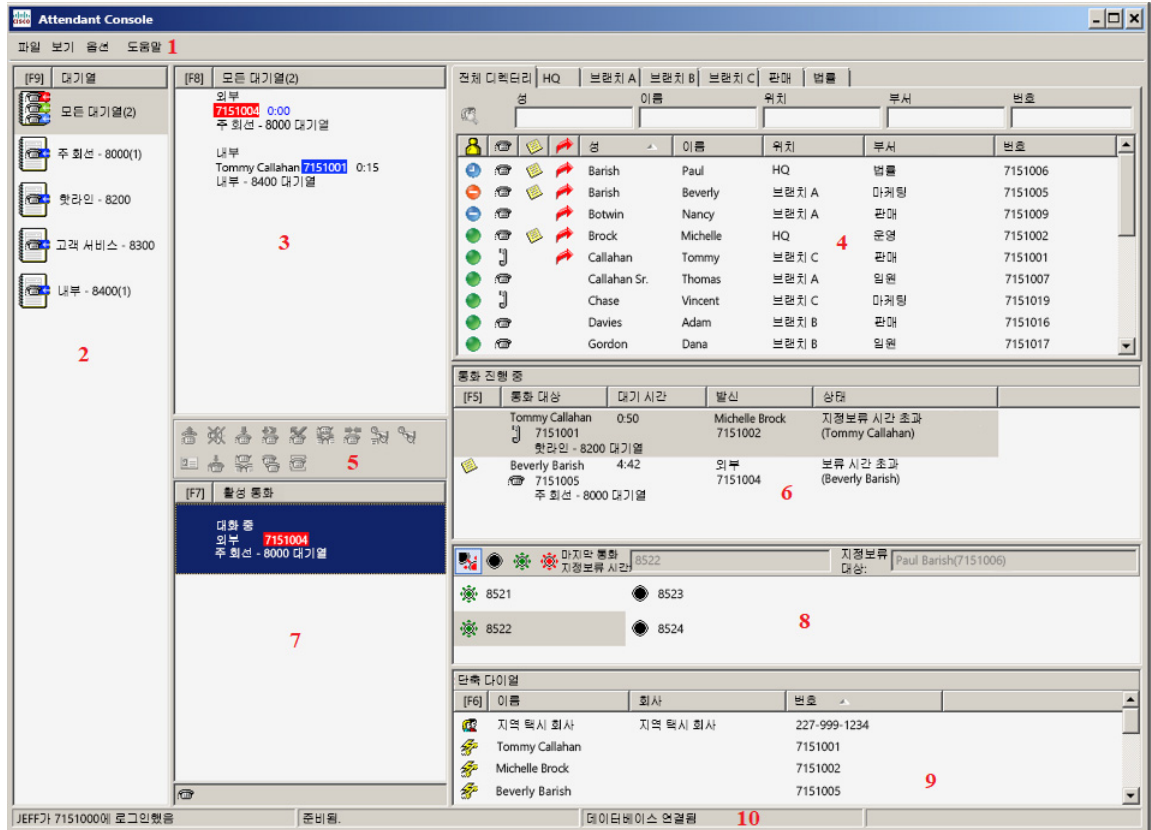 Attendant Console
파일 보기 옵션 도움말 1
[F9] 대기열
모든 대기열(2)
주 회선 - 8000(1)
핫라인 - 8200
고객 서비스 - 8300
내부 - 8400(1)
2
[F8] 모든 대기열(2)
외부
7151004 0:00
주 회선 - 8000 대기열
내부
Tommy Callahan 7151001 0:15
내부 - 8400 대기열
3
5
[F7] 활성 통화
대화 중
외부 7151004
주 회선 - 8000 대기열
7
전체 디렉터리 HQ 브랜치 A 브랜치 B 브랜치 C 판매 법률
성 이름 위치 부서 번호
성 이름 위치 부서 번호
Barish Paul HQ 법률 7151006
Barish Beverly 브랜치 A 마케팅 7151005
Botwin Nancy 브랜치 A 판매 7151009
Brock Michelle HQ 운영 7151002
4
Callahan Tommy 브랜치 C 판매 7151001
Callahan Sr. Thomas 브랜치 A 임원 7151007
Chase Vincent 브랜치 C 마케팅 7151019
Davies Adam 브랜치 B 판매 7151016
Gordon Dana 브랜치 B 임원 7151017
통화 진행 중
[F5] 통화 대상 대기 시간 발신 상태
Tommy Callahan 0:50 Michelle Brock 지정보류 시간 초과
7151001 7151002 (Tommy Callahan)
핫라인 - 8200 대기열
Beverly Barish 4:42 외부 보류 시간 초과
7151005 7151004 (Beverly Barish)
주 회선 - 8000 대기열
6
마지막 통화 지정보류 시간 8522 지정보류 대상: Paul Barish(7151006)
8521 8523
8522 8524
8
단축 다이얼
[F6] 이름 회사 번호
지역 택시 회사 지역 택시 회사 227-999-1234
Tommy Callahan 7151001
Michelle Brock 7151002
Beverly Barish 7151005
9
JEFF가 7151000에 로그인했음 준비됨. 데이터베이스 연결됨 10